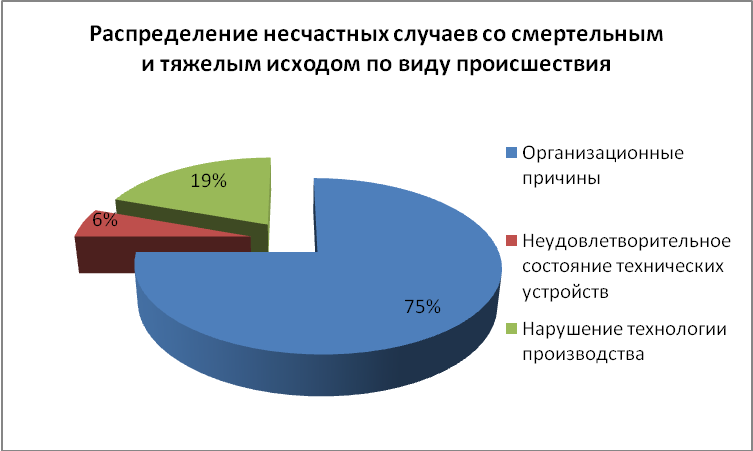 Распределение несчастных случаев со смертельным
и тяжелым исходом по виду происшествия
19%
6%
75%
Организационные
причины
Неудовлетворительное
состояние технических
устройств
Нарушение технологии
производства